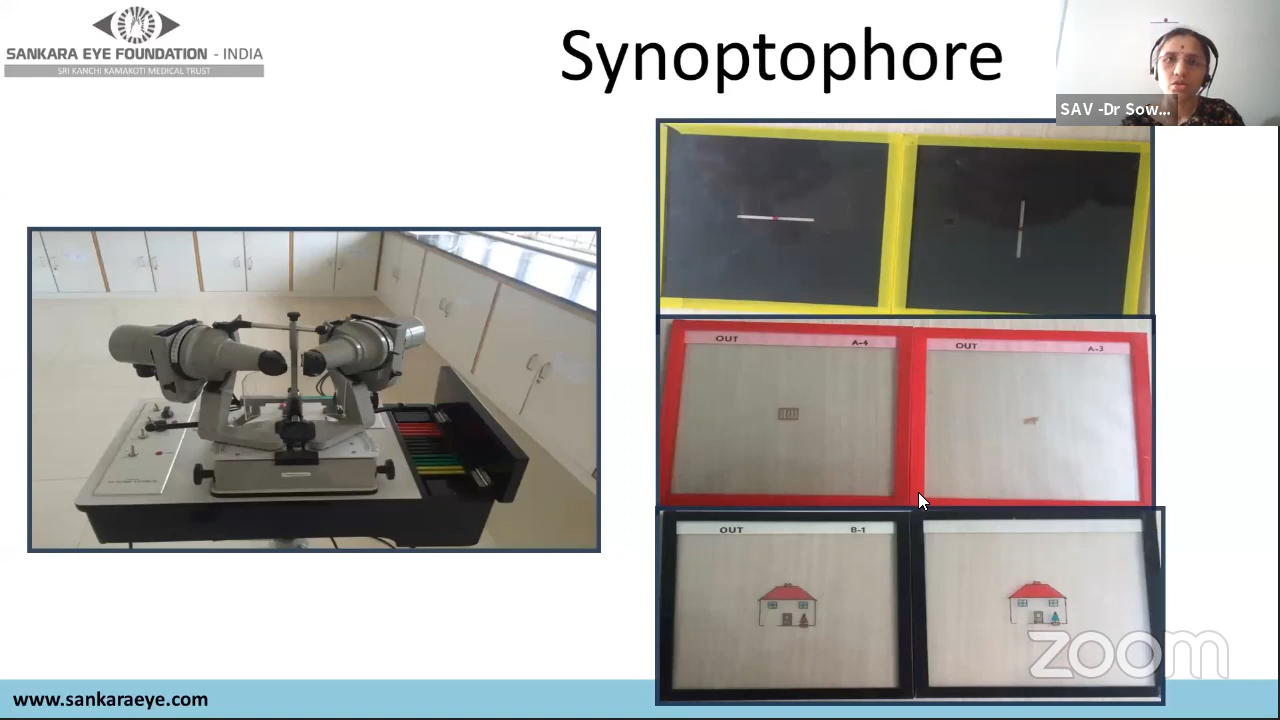 SANKARA EYE FOUNDATION - INDIA
SRI KANCHI KAMAKOTI MEDICAL TRUST
Synoptophore
SAV -Dr Sow...
OUT A-4
OUT A-3
OUT B-1
zoom
www.sankaraeye.com